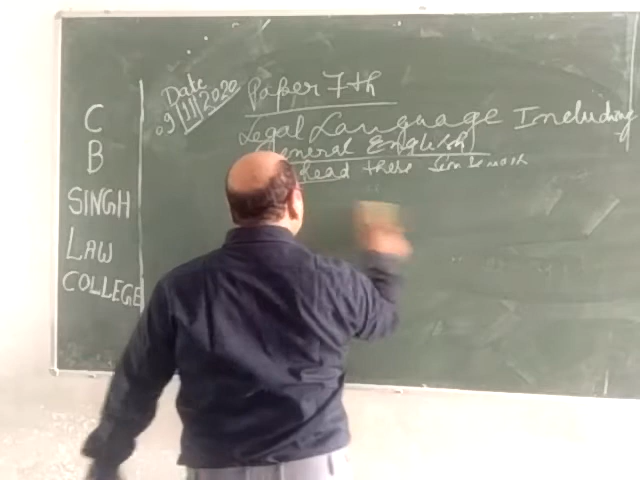 C
B
SINGH
LAW
COLLEGE
Date
09/11/2020
Paper 7th
Legal Language Including
General English
Read these